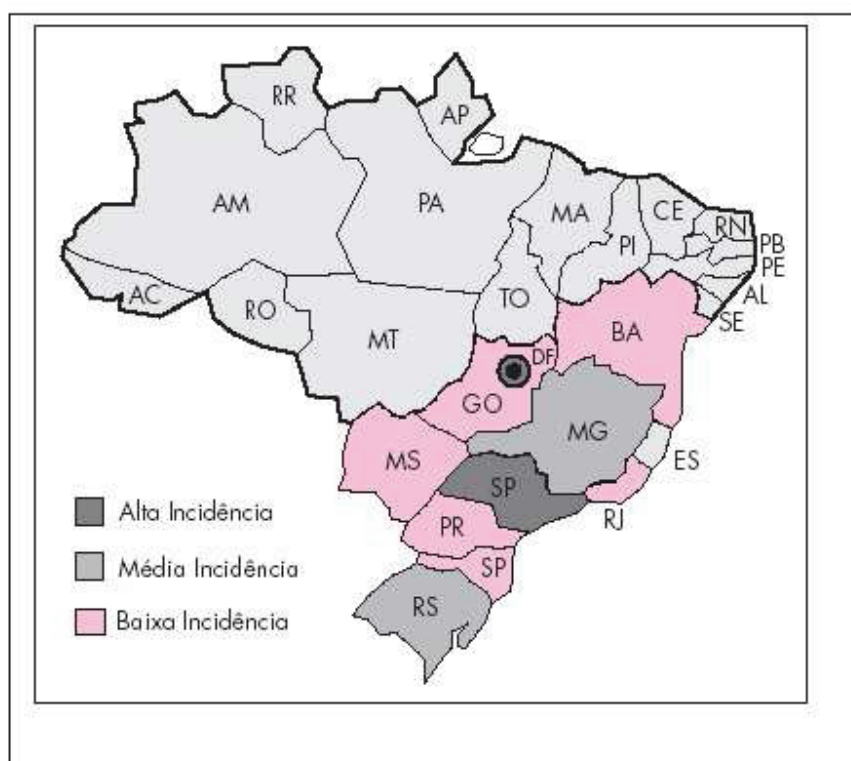 RR
AP
AM
PA
MA
CE
RN
PB
PE
AL
SE
PI
AC
RO
TO
MT
BA
DF
GO
MG
ES
MS
SP
RJ
PR
SP
RS
Alta Incidência
Média Incidência
Baixa Incidência